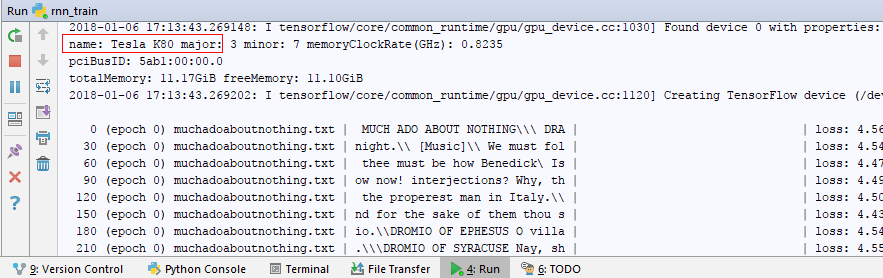 Run rnn_train
2018-01-06 17:13:43.269148: I tensorflow/core/common_runtime/gpu/gpu_device.cc:1030] Found device 0 with properties:
name: Tesla K80 major: 3 minor: 7 memoryClockRate(GHz): 0.8235
pciBusID: 5ab1:00:00.0
totalMemory: 11.17GiB freeMemory: 11.10GiB
2018-01-06 17:13:43.269202: I tensorflow/core/common_runtime/gpu/gpu_device.cc:1120] Creating TensorFlow device (/dev
0 (epoch 0) muchadoaboutnothing.txt | MUCH ADO ABOUT NOTHING\\\ DRA | | loss: 4.56
30 (epoch 0) muchadoaboutnothing.txt | night.\\ [Music]\\ We must fol | | loss: 4.54
60 (epoch 0) muchadoaboutnothing.txt | thee must be how Benedick\ Is | | loss: 4.47
90 (epoch 0) muchadoaboutnothing.txt | ow now! interjections? Why, th | | loss: 4.49
120 (epoch 0) muchadoaboutnothing.txt | the properest man in Italy.\\ | | loss: 4.50
150 (epoch 0) muchadoaboutnothing.txt | nd for the sake of them thou s | | loss: 4.43
180 (epoch 0) muchadoaboutnothing.txt | io.\\DROMIO OF EPHESUS O villa | | loss: 4.54
210 (epoch 0) muchadoaboutnothing.txt | .\\\DROMIO OF SYRACUSE Nay, sh | | loss: 4.55
9: Version Control Python Console Terminal File Transfer 4: Run 6: TODO